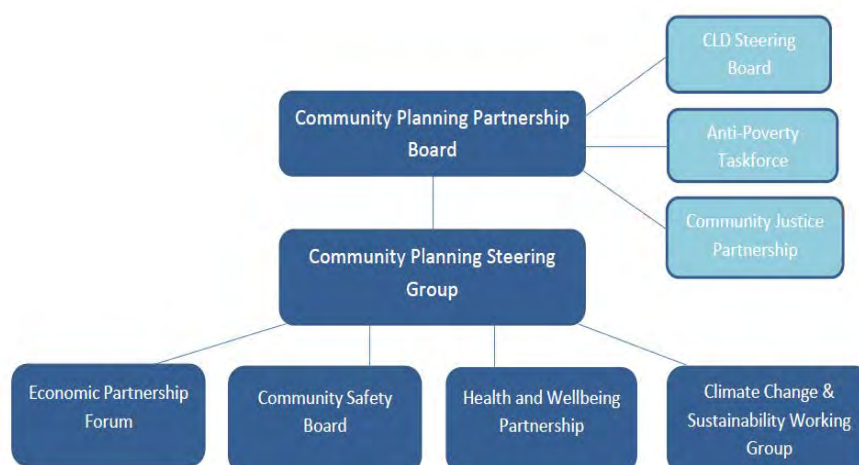 CLD Steering
Board
Community Planning Partnership
Board
Anti-Poverty
Taskforce
Community Justice
Partnership
Community Planning Steering
Group
Economic Partnership
Forum
Community Safety
Board
Health and Wellbeing
Partnership
Climate Change &
Sustainability Working
Group